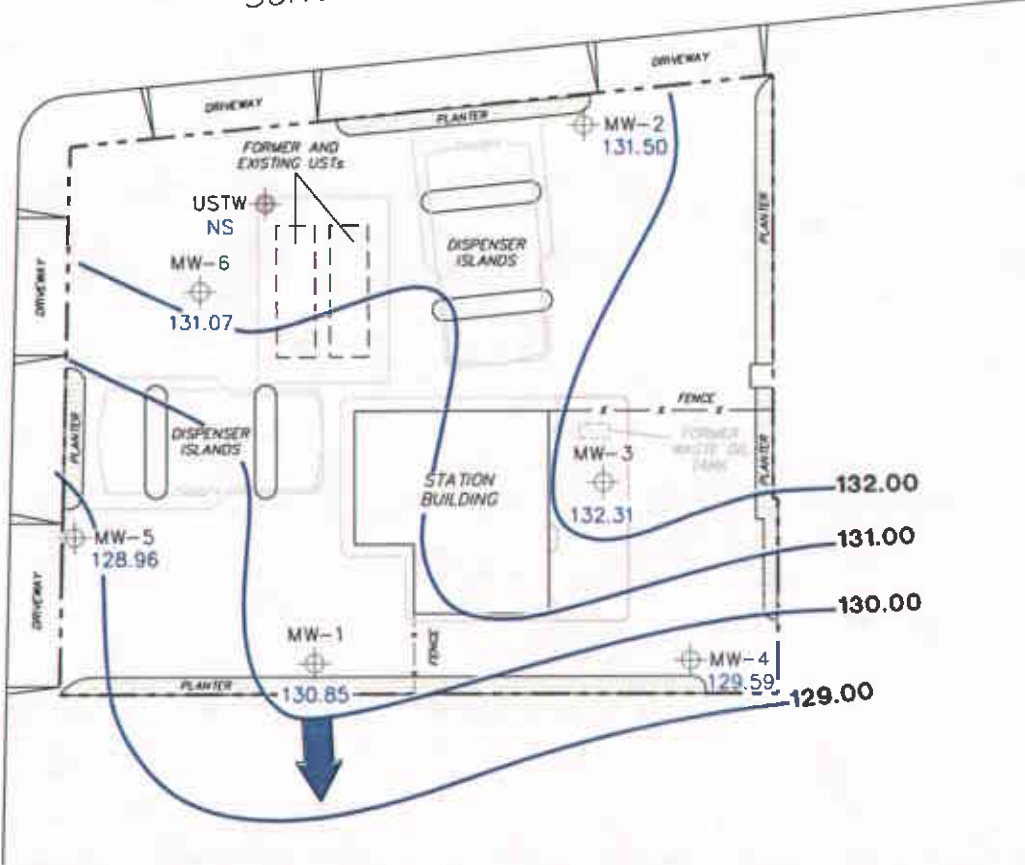 DRIVEWAY
DRIVEWAY
PLANTER
MW-2
131.50
FORMER AND
EXISTING USTs
USTW
NS
DISPENSER
ISLANDS
PLANTER
DRIVEWAY
MW-6
131.07
FENCE
X X X
FORMER
WASTE OIL
TANK
PLANTER
DISPENSER
ISLANDS
PLANTER
MW-3
132.31
STATION
BUILDING
132.00
MW-5
128.96
131.00
DRIVEWAY
130.00
MW-1
130.85
FENCE
MW-4
129.59
PLANTER
129.00